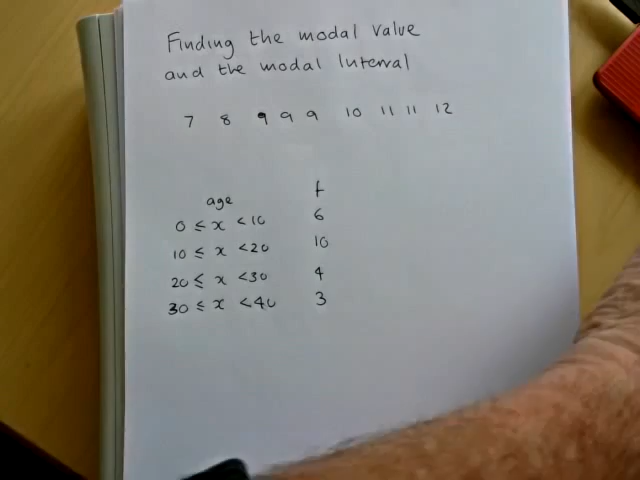 Finding the modal value
and the modal Interval
7 8 9 9 9 10 11 11 12
age f
0 ≤ x < 10 6
10 ≤ x < 20 10
20 ≤ x < 30 4
30 ≤ x < 40 3